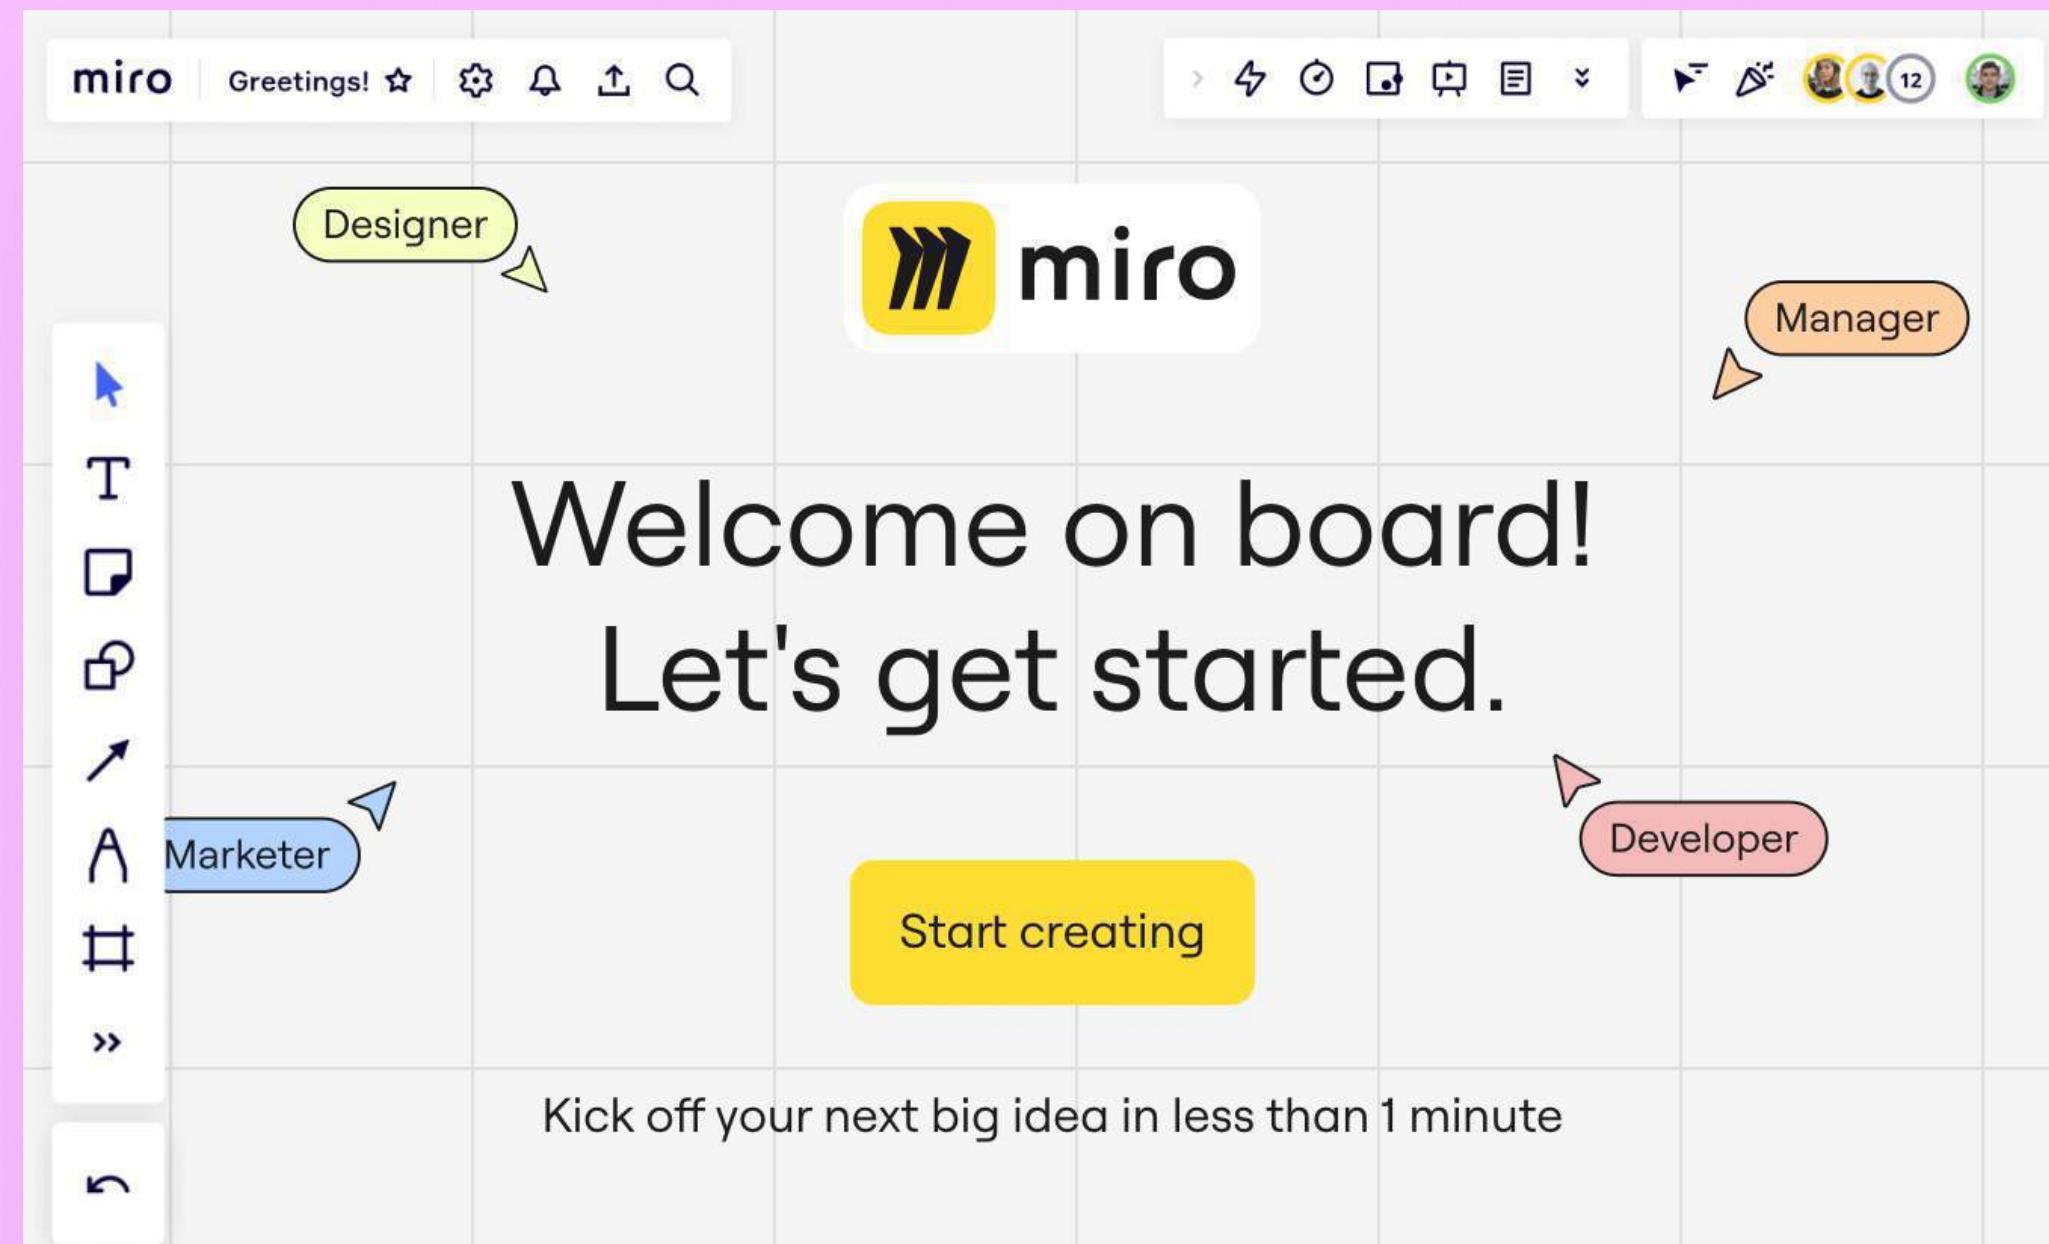 miro
Greetings!
12
Designer
miro
Manager
Welcome on board!
Let's get started.
Marketer
Developer
Start creating
Kick off your next big idea in less than 1 minute